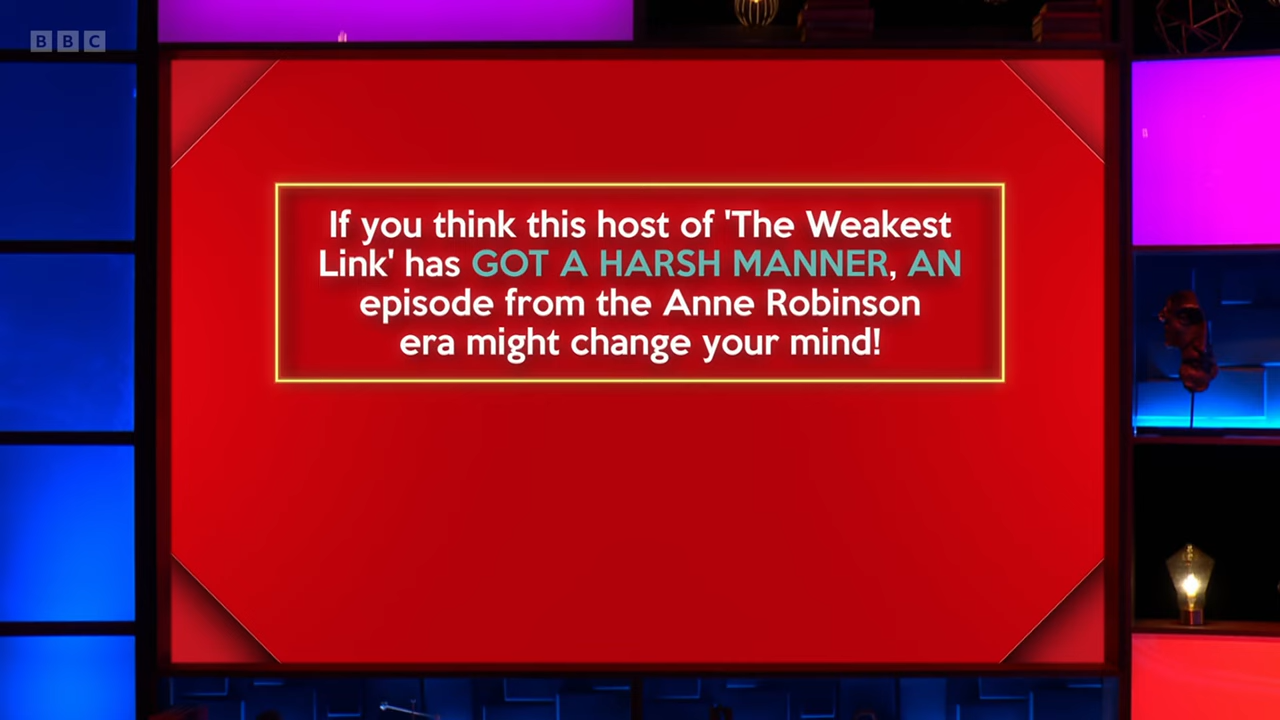 BBC
If you think this host of 'The Weakest
Link' has GOT A HARSH MANNER, AN
episode from the Anne Robinson
era might change your mind!